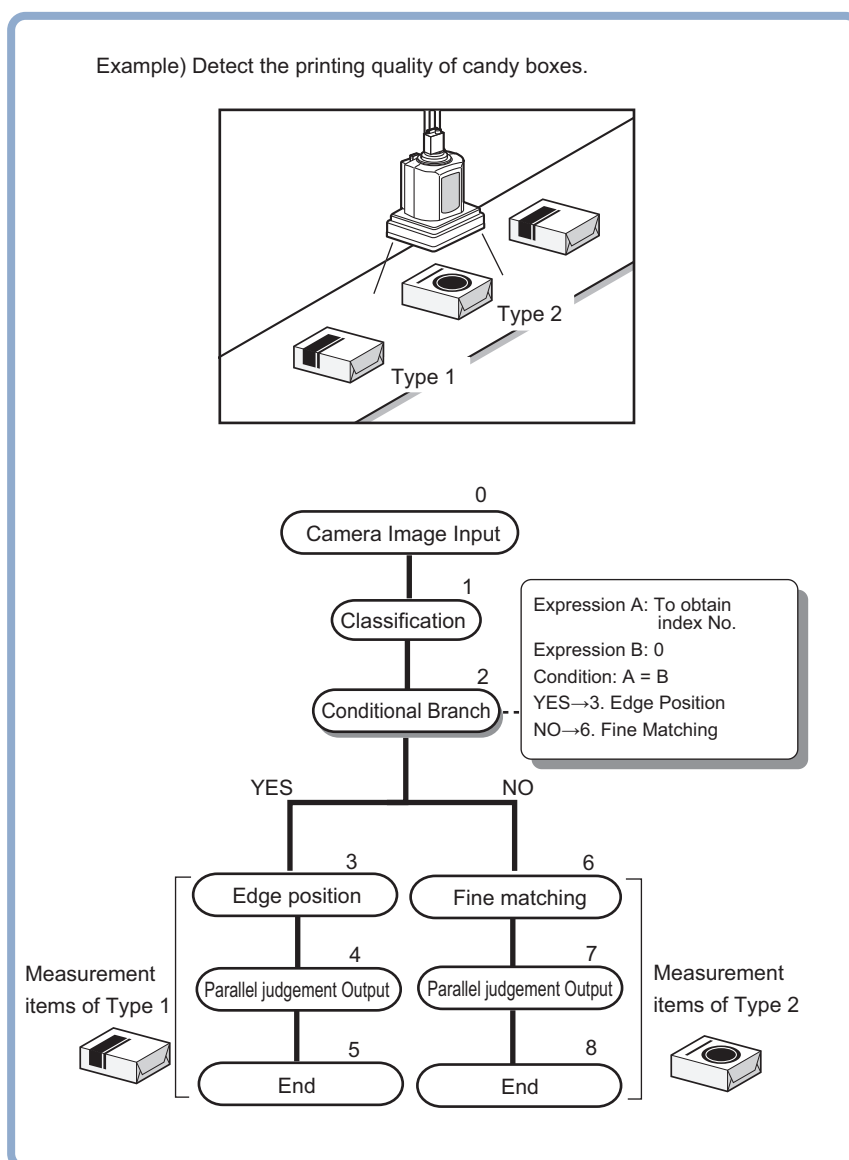 Example) Detect the printing quality of candy boxes.
Type 2
Type 1
0
Camera Image Input
1
Classification
2
Conditional Branch
Expression A: To obtain
index No.
Expression B: 0
Condition: A = B
YES→3. Edge Position
NO→6. Fine Matching
YES
NO
3
Edge position
6
Fine matching
4
Parallel judgement Output
7
Parallel judgement Output
Measurement
items of Type 1
Measurement
items of Type 2
5
End
8
End